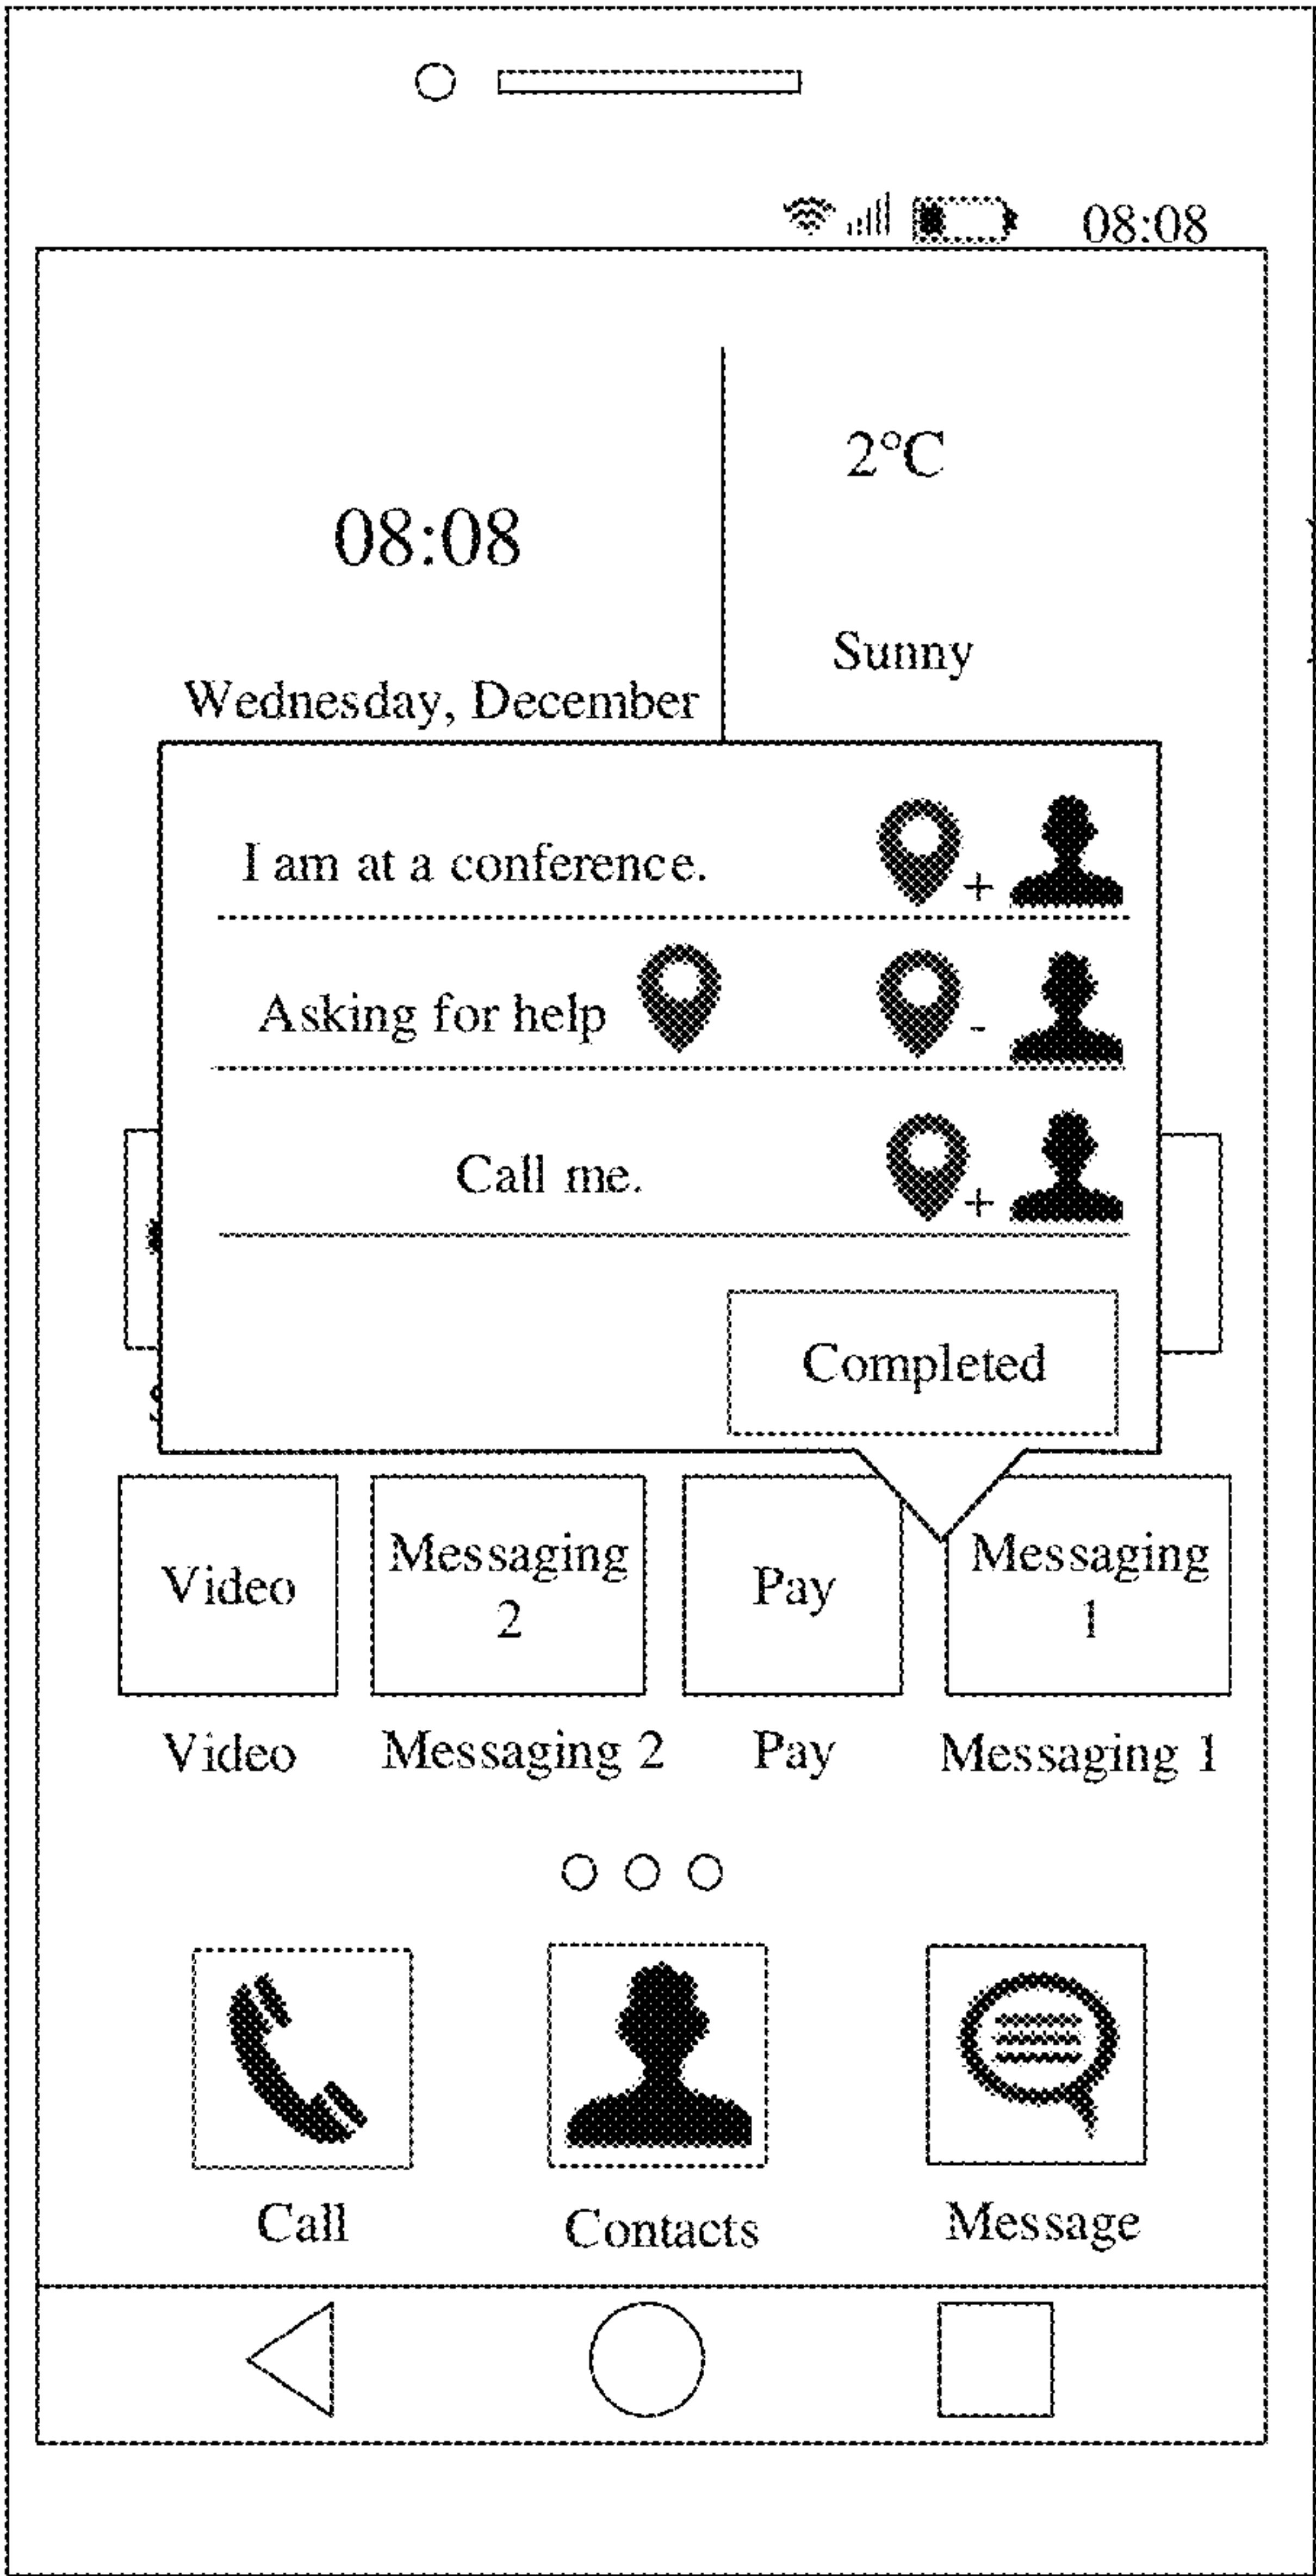 08:08
2°C
08:08
Sunny
Wednesday, December
I am at a conference. +
Asking for help -
Call me. +
Completed
Video
Messaging
2
Pay
Messaging
1
Video
Messaging 2
Pay
Messaging 1
Call
Contacts
Message